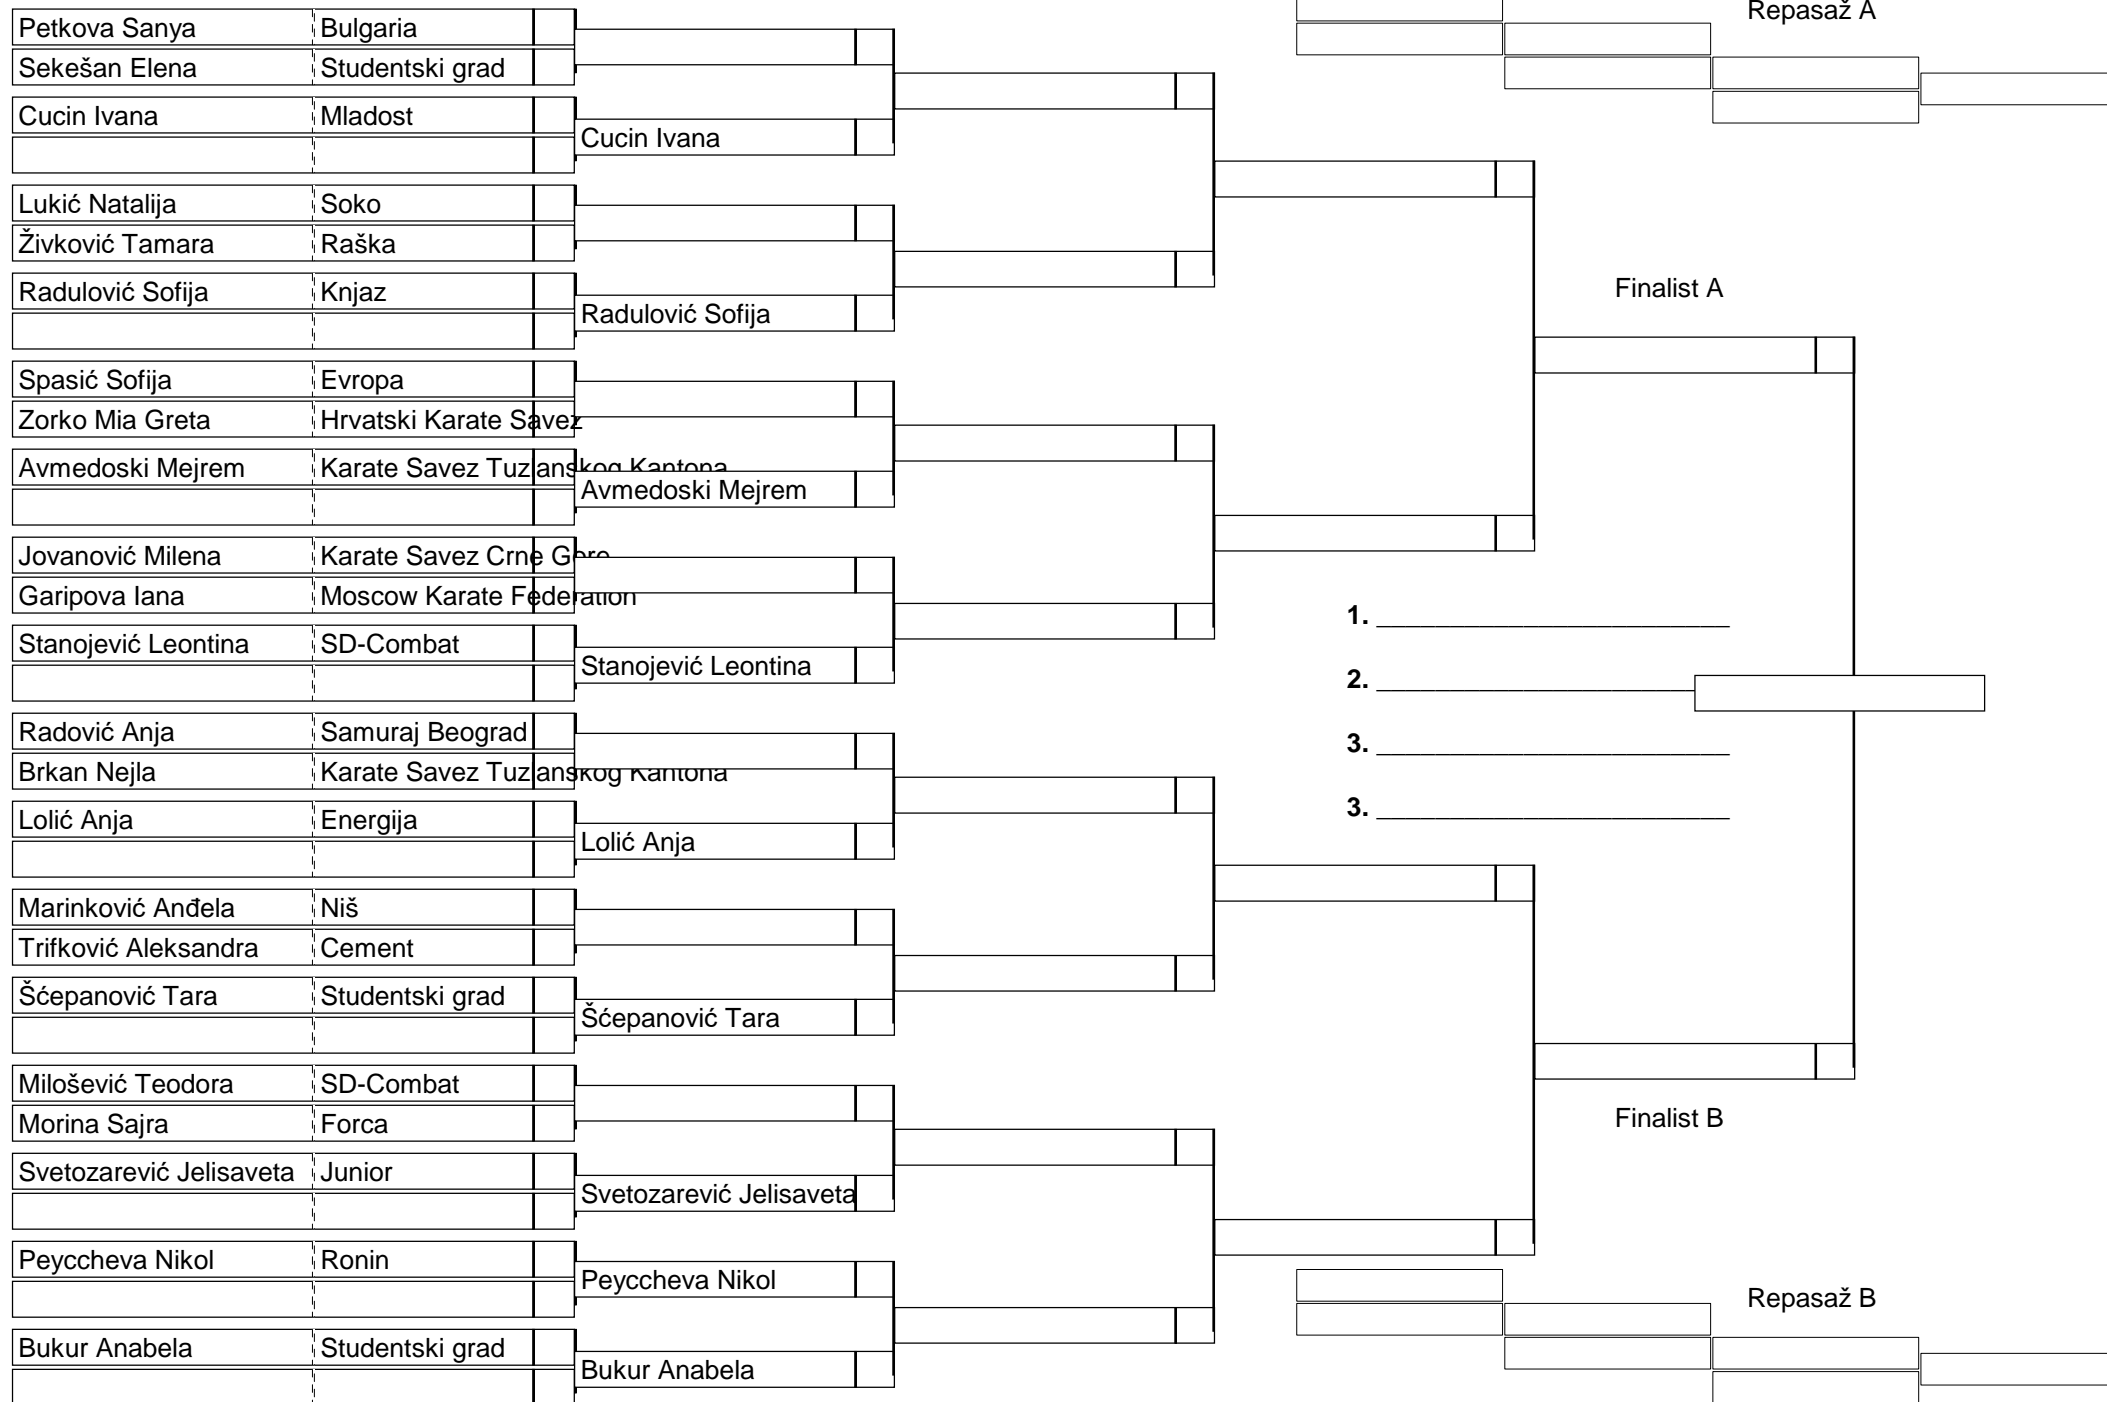 Repasaž A
Petkova Sanya Bulgaria
Sekešan Elena Studentski grad
Cucin Ivana Mladost
Cucin Ivana
Lukić Natalija Soko
Živković Tamara Raška
Radulović Sofija Knjaz
Finalist A
Radulović Sofija
Spasić Sofija Evropa
Zorko Mia Greta Hrvatski Karate Savez
Avmedoski Mejrem Karate Savez Tuzlanskog Kantona
Avmedoski Mejrem
Jovanović Milena Karate Savez Crne Gore
Garipova Iana Moscow Karate Federation
1.
Stanojević Leontina SD-Combat
Stanojević Leontina
2.
Radović Anja Samuraj Beograd
3.
Brkan Nejla Karate Savez Tuzlanskog Kantona
3.
Lolić Anja Energija
Lolić Anja
Marinković Anđela Niš
Trifković Aleksandra Cement
Šćepanović Tara Studentski grad
Šćepanović Tara
Milošević Teodora SD-Combat
Finalist B
Morina Sajra Forca
Svetozarević Jelisaveta Junior
Svetozarević Jelisaveta
Peyccheva Nikol Ronin
Peyccheva Nikol
Repasaž B
Bukur Anabela Studentski grad
Bukur Anabela